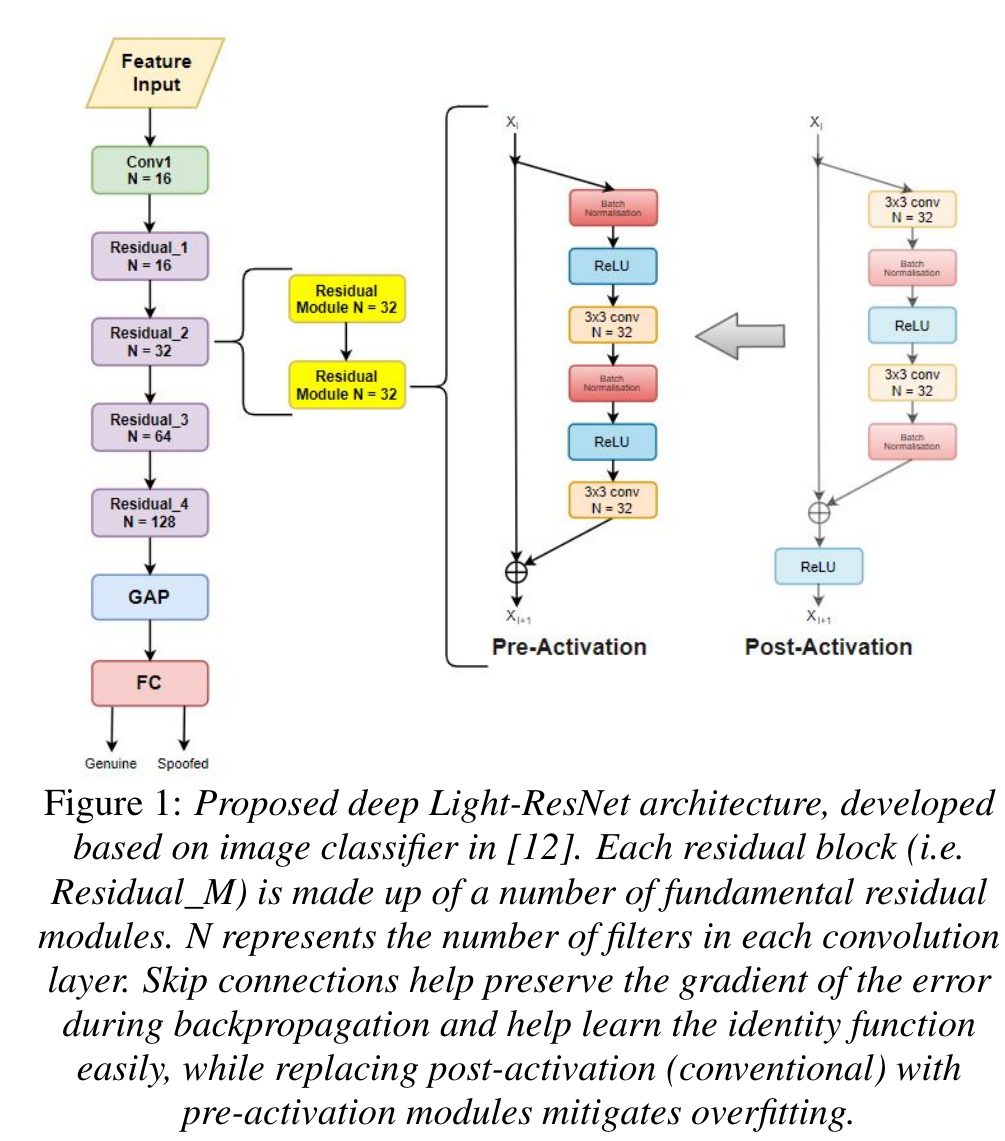 Feature
Input
Conv1
N = 16
Residual_1
N = 16
Residual_2
N = 32
Residual_3
N = 64
Residual_4
N = 128
GAP
FC
Genuine
Spoofed
Residual
Module N = 32
Residual
Module N = 32
X_l
Batch
Normalisation
ReLU
3x3 conv
N = 32
Batch
Normalisation
ReLU
3x3 conv
N = 32
X_{l+1}
Pre-Activation
X_l
3x3 conv
N = 32
Batch
Normalisation
ReLU
3x3 conv
N = 32
Batch
Normalisation
ReLU
X_{l+1}
Post-Activation
Figure 1: Proposed deep Light-ResNet architecture, developed
based on image classifier in [12]. Each residual block (i.e.
Residual_M) is made up of a number of fundamental residual
modules. N represents the number of filters in each convolution
layer. Skip connections help preserve the gradient of the error
during backpropagation and help learn the identity function
easily, while replacing post-activation (conventional) with
pre-activation modules mitigates overfitting.